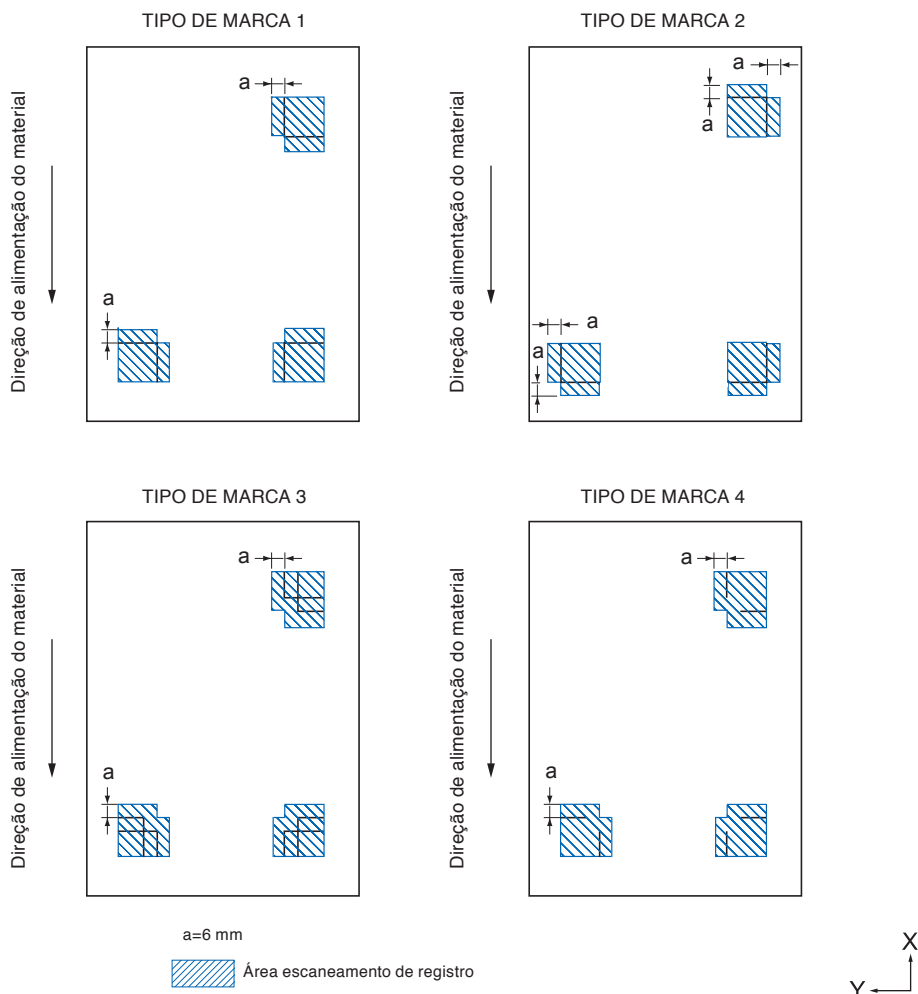 TIPO DE MARCA 1
TIPO DE MARCA 2
a
a
a
Direção de alimentação do material
Direção de alimentação do material
a
a
a
TIPO DE MARCA 3
TIPO DE MARCA 4
a
a
Direção de alimentação do material
Direção de alimentação do material
a
a
a=6 mm
Área escaneamento de registro
X
Y